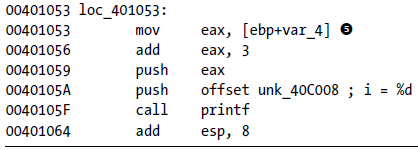 00401053 loc_401053:
00401053 mov eax, [ebp+var_4] ❺
00401056 add eax, 3
00401059 push eax
0040105A push offset unk_40C008 ; i = %d
0040105F call printf
00401064 add esp, 8